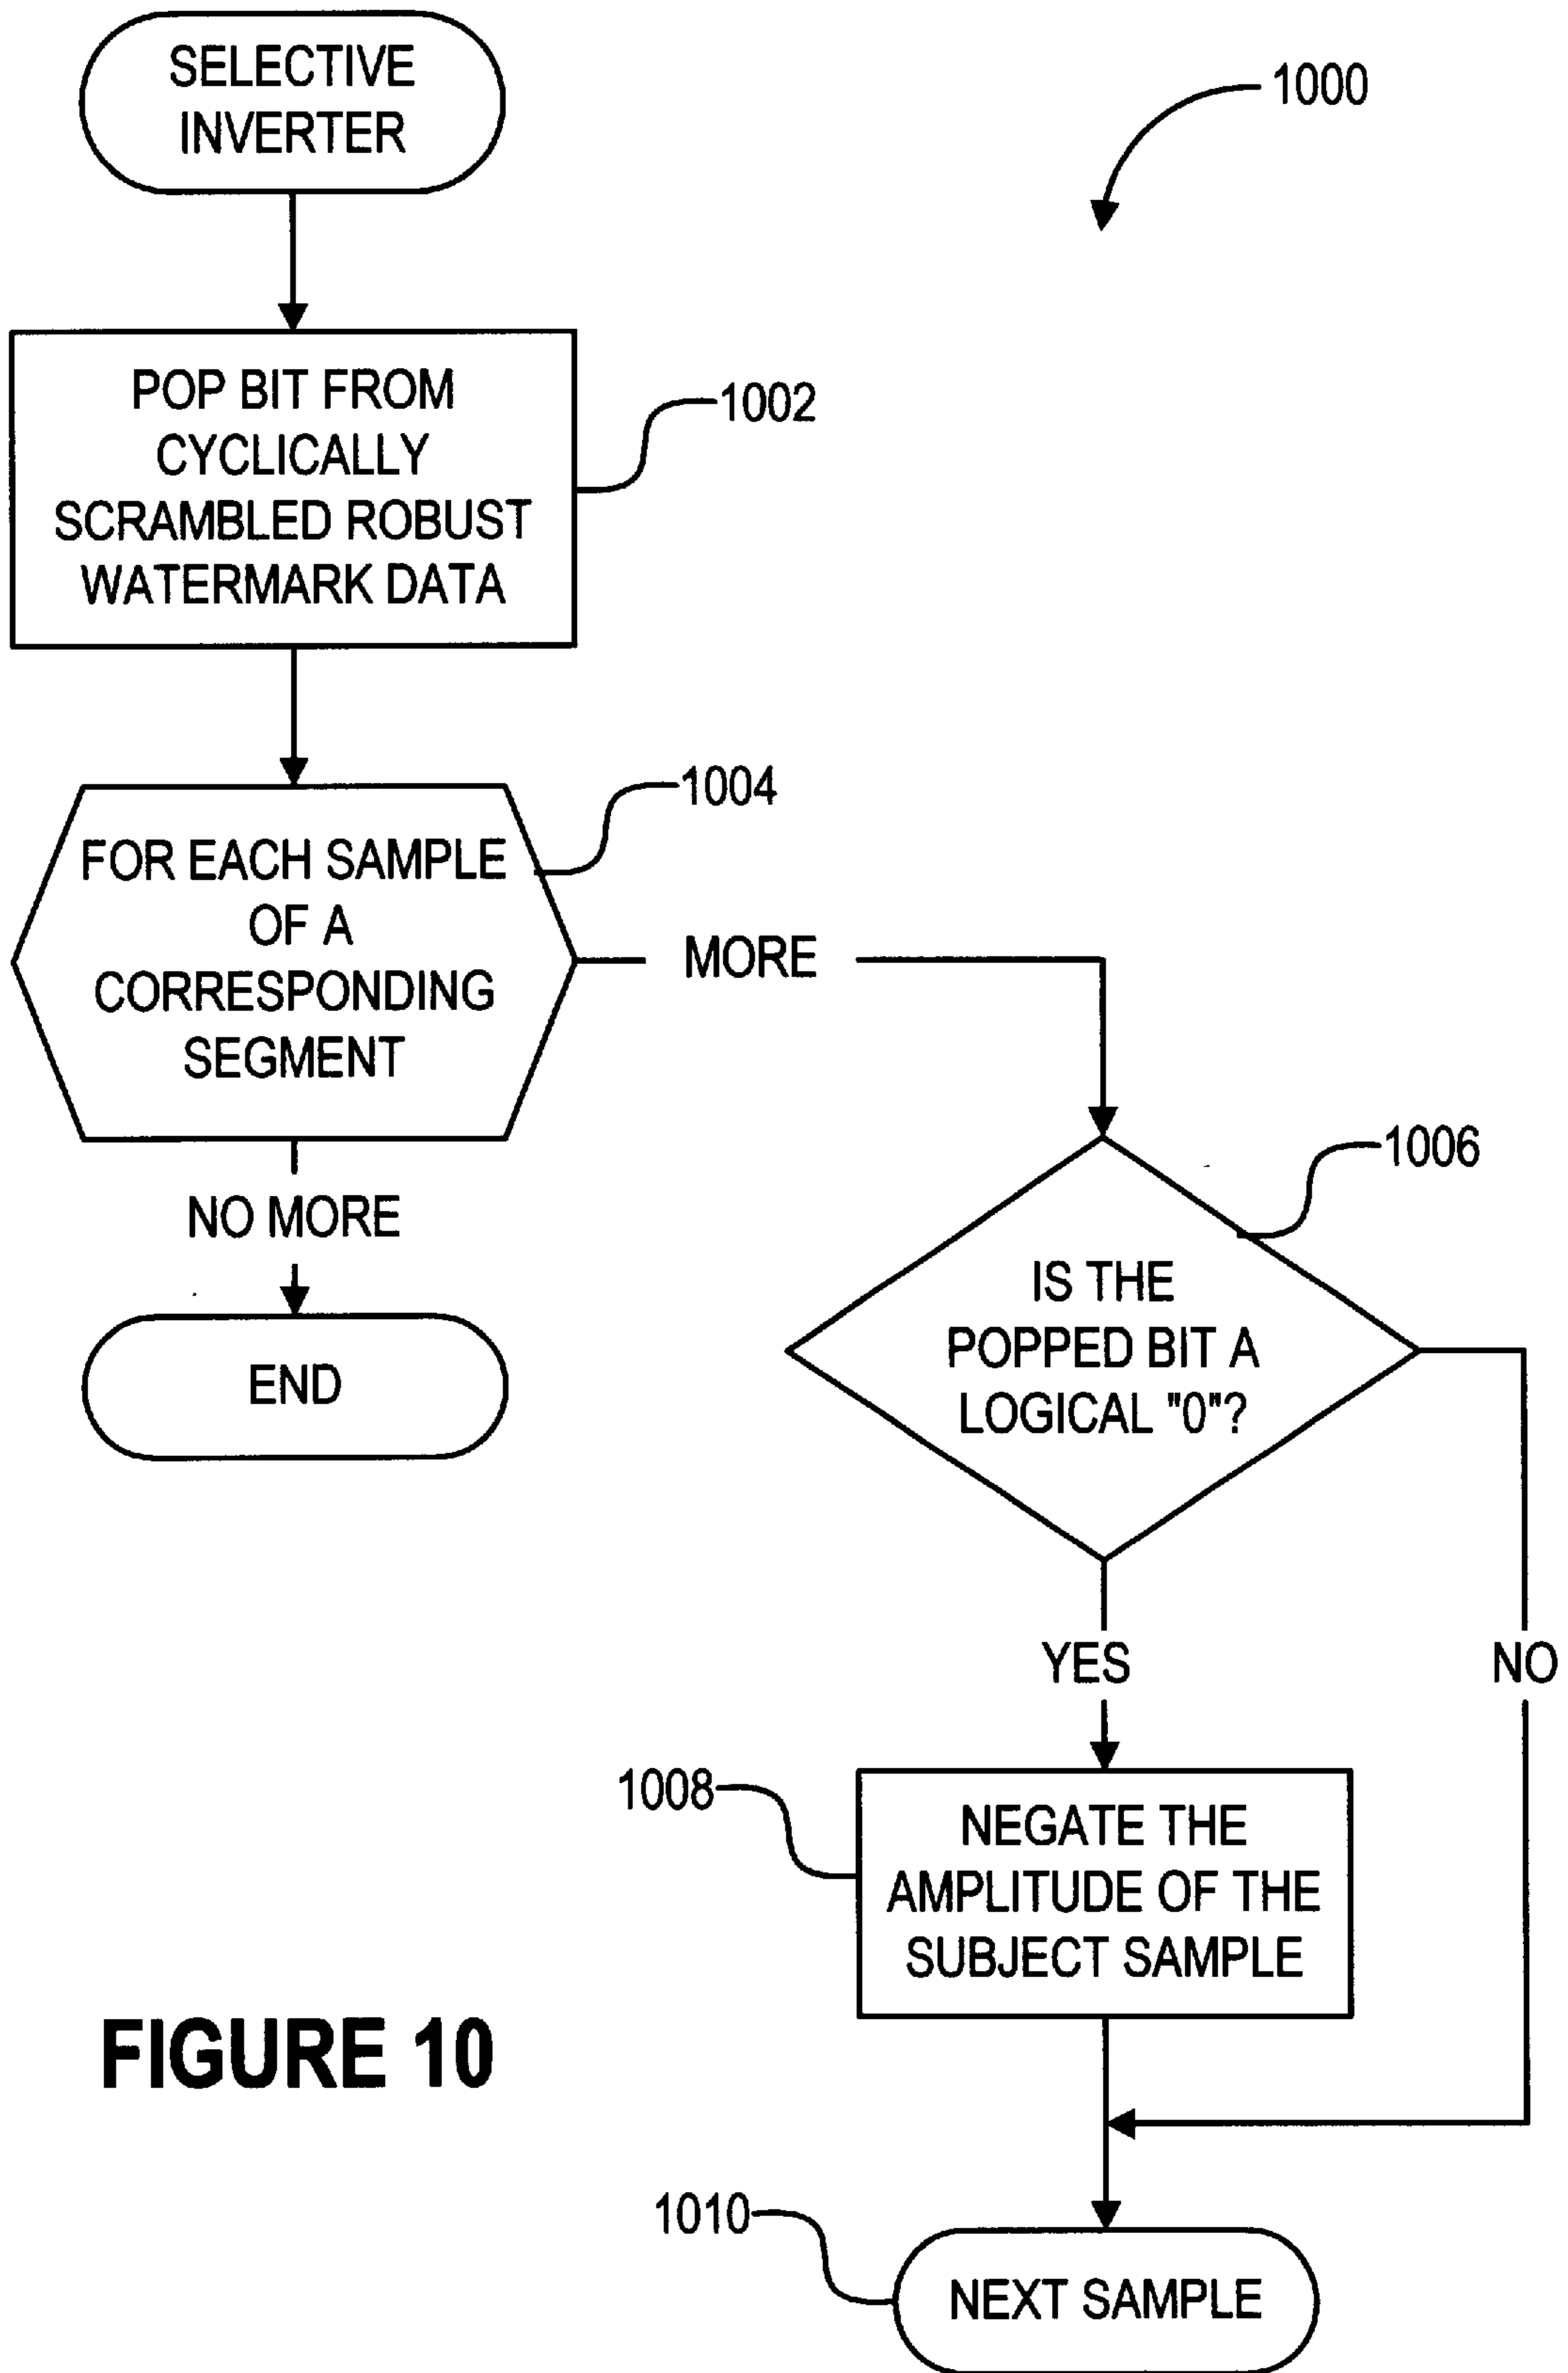 SELECTIVE
INVERTER
1000
POP BIT FROM
CYCLICALLY
SCRAMBLED ROBUST
WATERMARK DATA
1002
1004
FOR EACH SAMPLE
OF A
CORRESPONDING
SEGMENT
MORE
NO MORE
END
1006
IS THE
POPPED BIT A
LOGICAL "0"?
YES
NO
1008
NEGATE THE
AMPLITUDE OF THE
SUBJECT SAMPLE
FIGURE 10
1010
NEXT SAMPLE